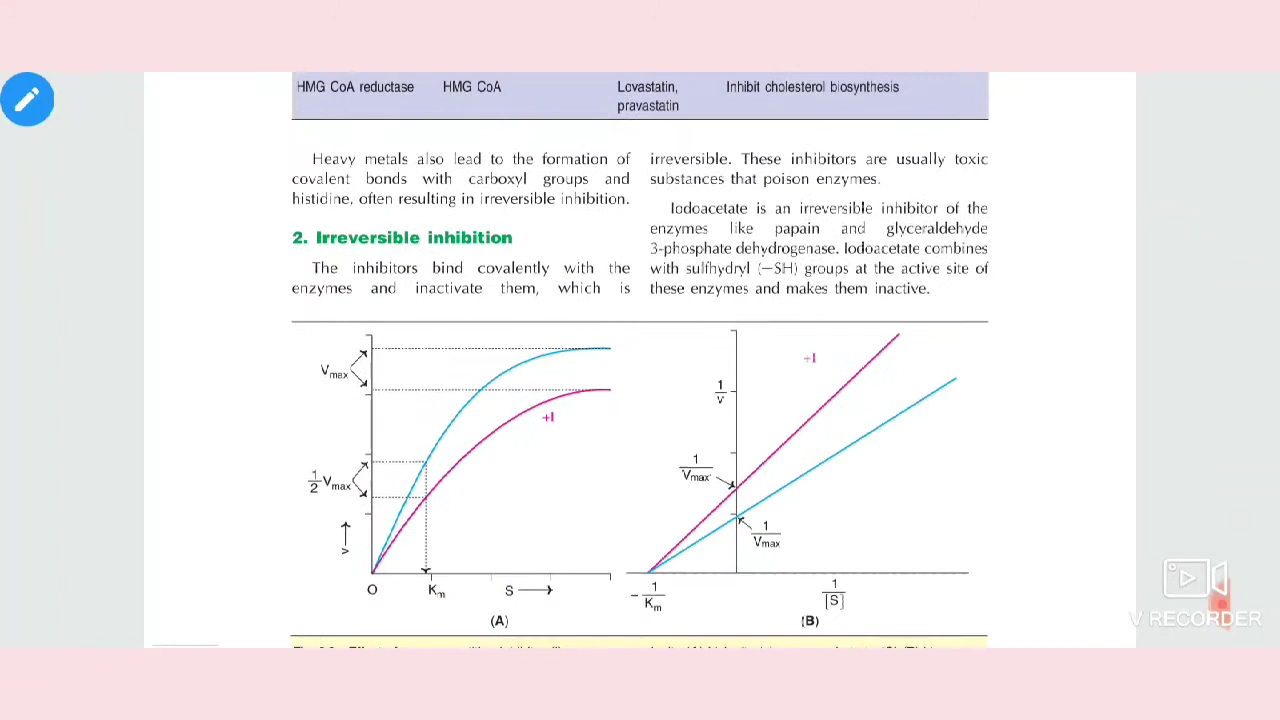 HMG CoA reductase HMG CoA Lovastatin, Inhibit cholesterol biosynthesis
pravastatin
Heavy metals also lead to the formation of
covalent bonds with carboxyl groups and
histidine, often resulting in irreversible inhibition.
2. Irreversible inhibition
The inhibitors bind covalently with the
enzymes and inactivate them, which is
irreversible. These inhibitors are usually toxic
substances that poison enzymes.
Iodoacetate is an irreversible inhibitor of the
enzymes like papain and glyceraldehyde
3-phosphate dehydrogenase. Iodoacetate combines
with sulfhydryl (−SH) groups at the active site of
these enzymes and makes them inactive.
Vmax
+I
1/2 Vmax
v
O
Km
S
(A)
+I
1/v
1/Vmax'
1/Vmax
-1/Km
1/[S]
(B)
V RECORDER